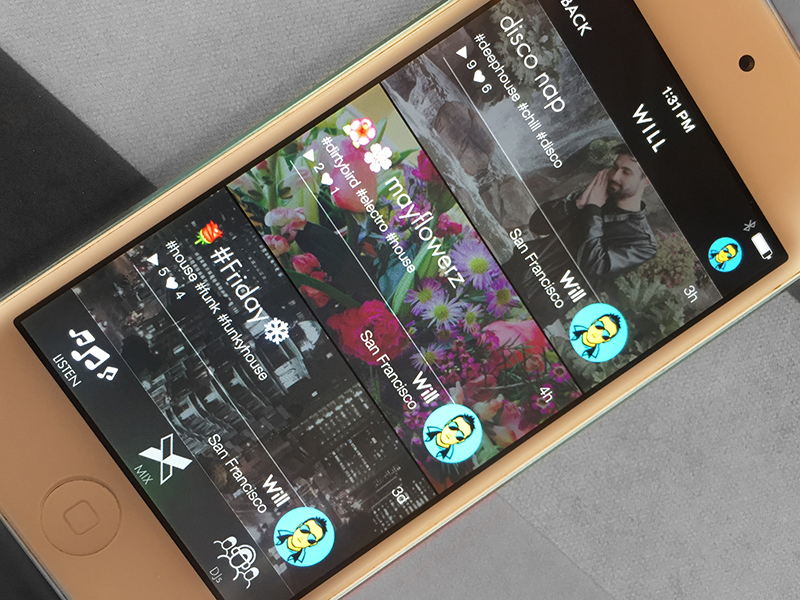 BACK
1:31 PM
WILL
disco nap
#deephouse #chill #disco
9 6
Will
San Francisco
3h
mayflowerz
#dirtybird #electro #house
2 1
Will
San Francisco
4h
#Friday
#house #funk #funkyhouse
5 4
Will
San Francisco
3d
LISTEN
MIX
DJs